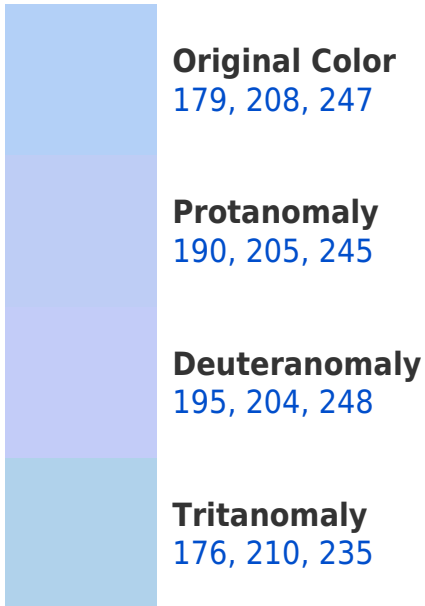 Original Color
179, 208, 247
Protanomaly
190, 205, 245
Deuteranomaly
195, 204, 248
Tritanomaly
176, 210, 235